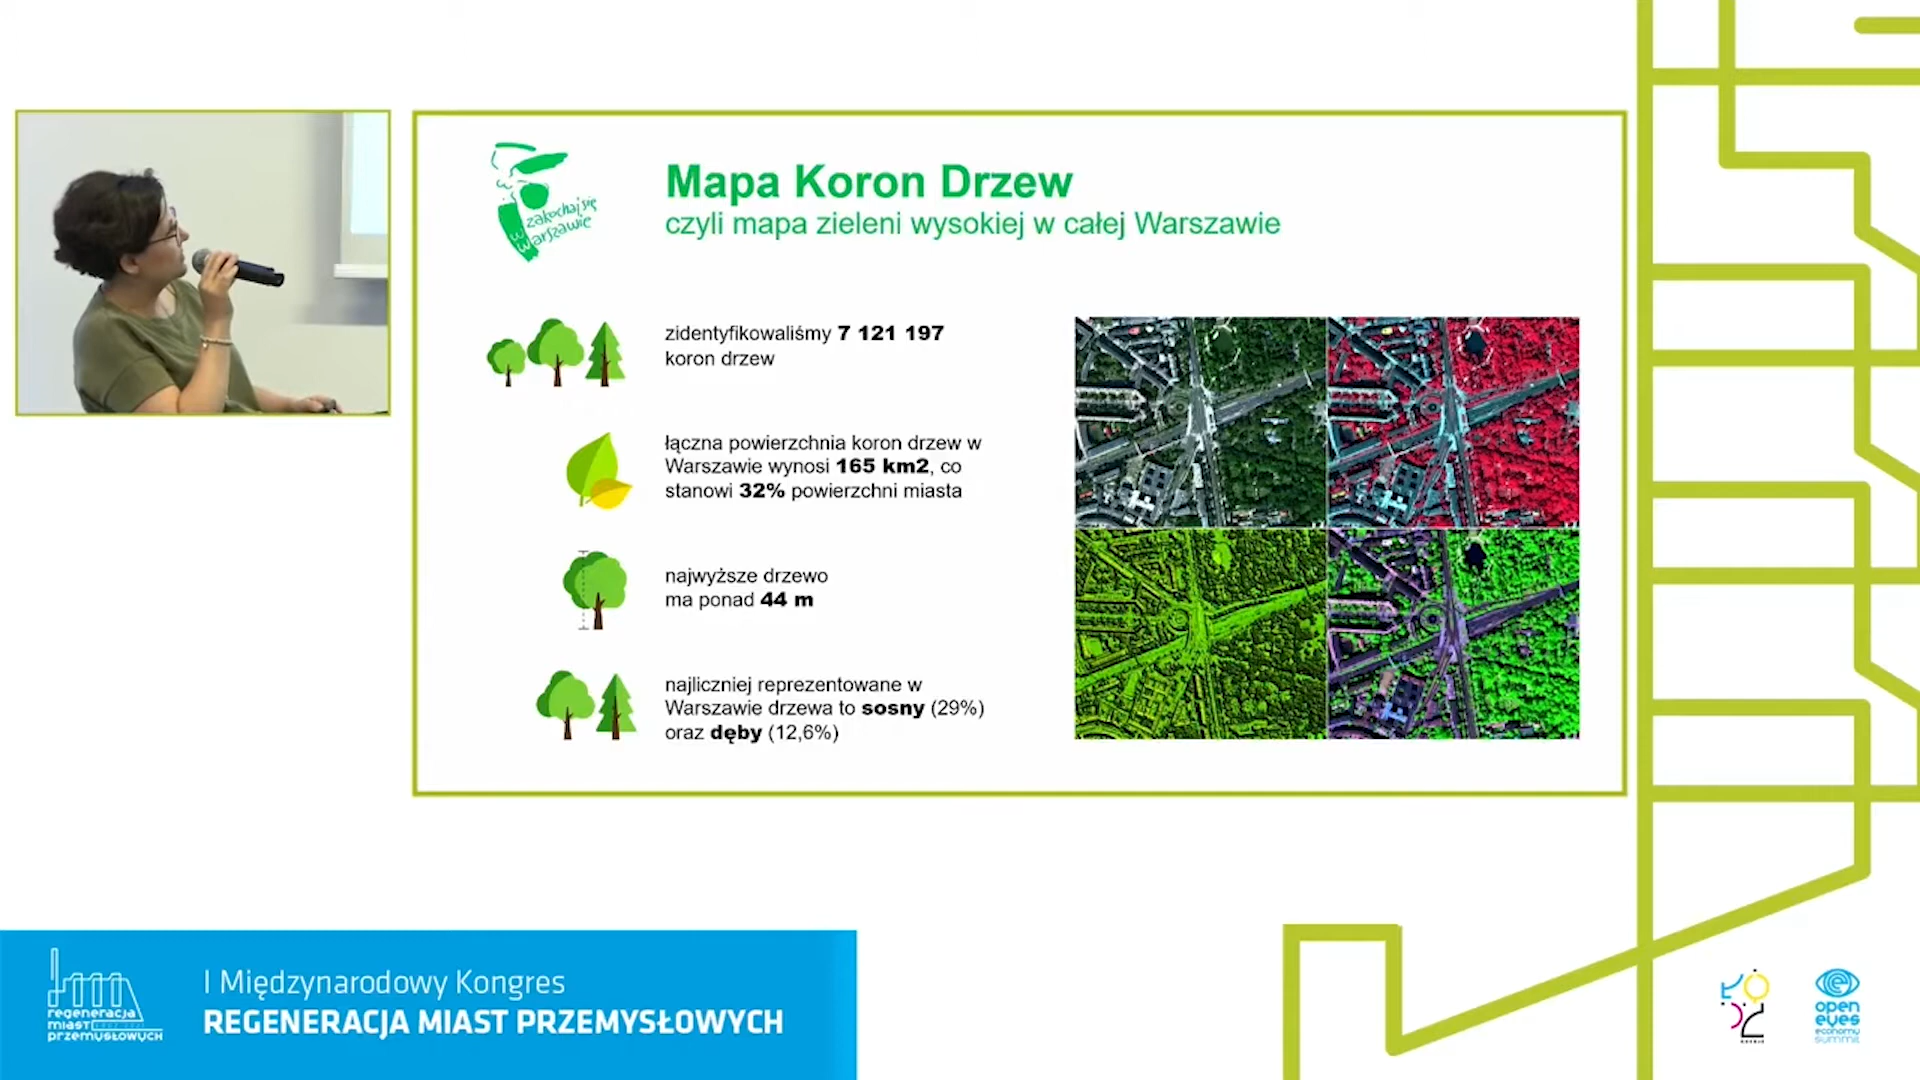 zakochaj się
w Warszawie
Mapa Koron Drzew
czyli mapa zieleni wysokiej w całej Warszawie
zidentyfikowaliśmy 7 121 197
koron drzew
łączna powierzchnia koron drzew w
Warszawie wynosi 165 km2, co
stanowi 32% powierzchni miasta
najwyższe drzewo
ma ponad 44 m
najliczniej reprezentowane w
Warszawie drzewa to sosny (29%)
oraz dęby (12,6%)
regeneracja
miast
przemysłowych
I Międzynarodowy Kongres
REGENERACJA MIAST PRZEMYSŁOWYCH
open
eyes
economy
summit